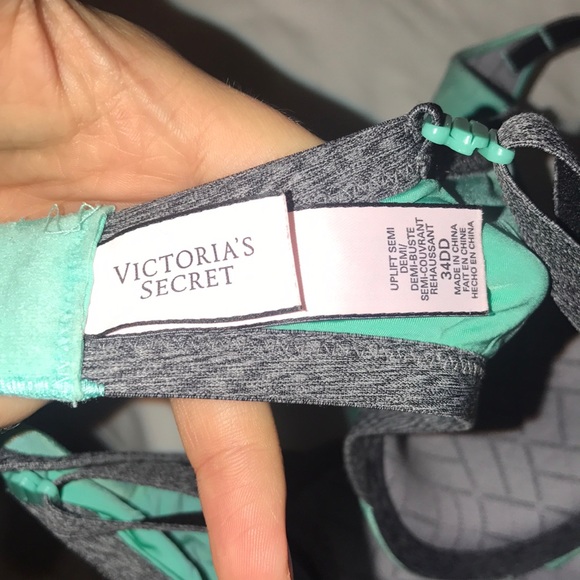 VICTORIA'S
SECRET
UPLIFT SEMI
DEMI/
DEMI-BUSTE
SEMI-COUVRANT
REHAUSSANT
34DD
MADE IN CHINA
FAIT EN CHINE
HECHO EN CHINA